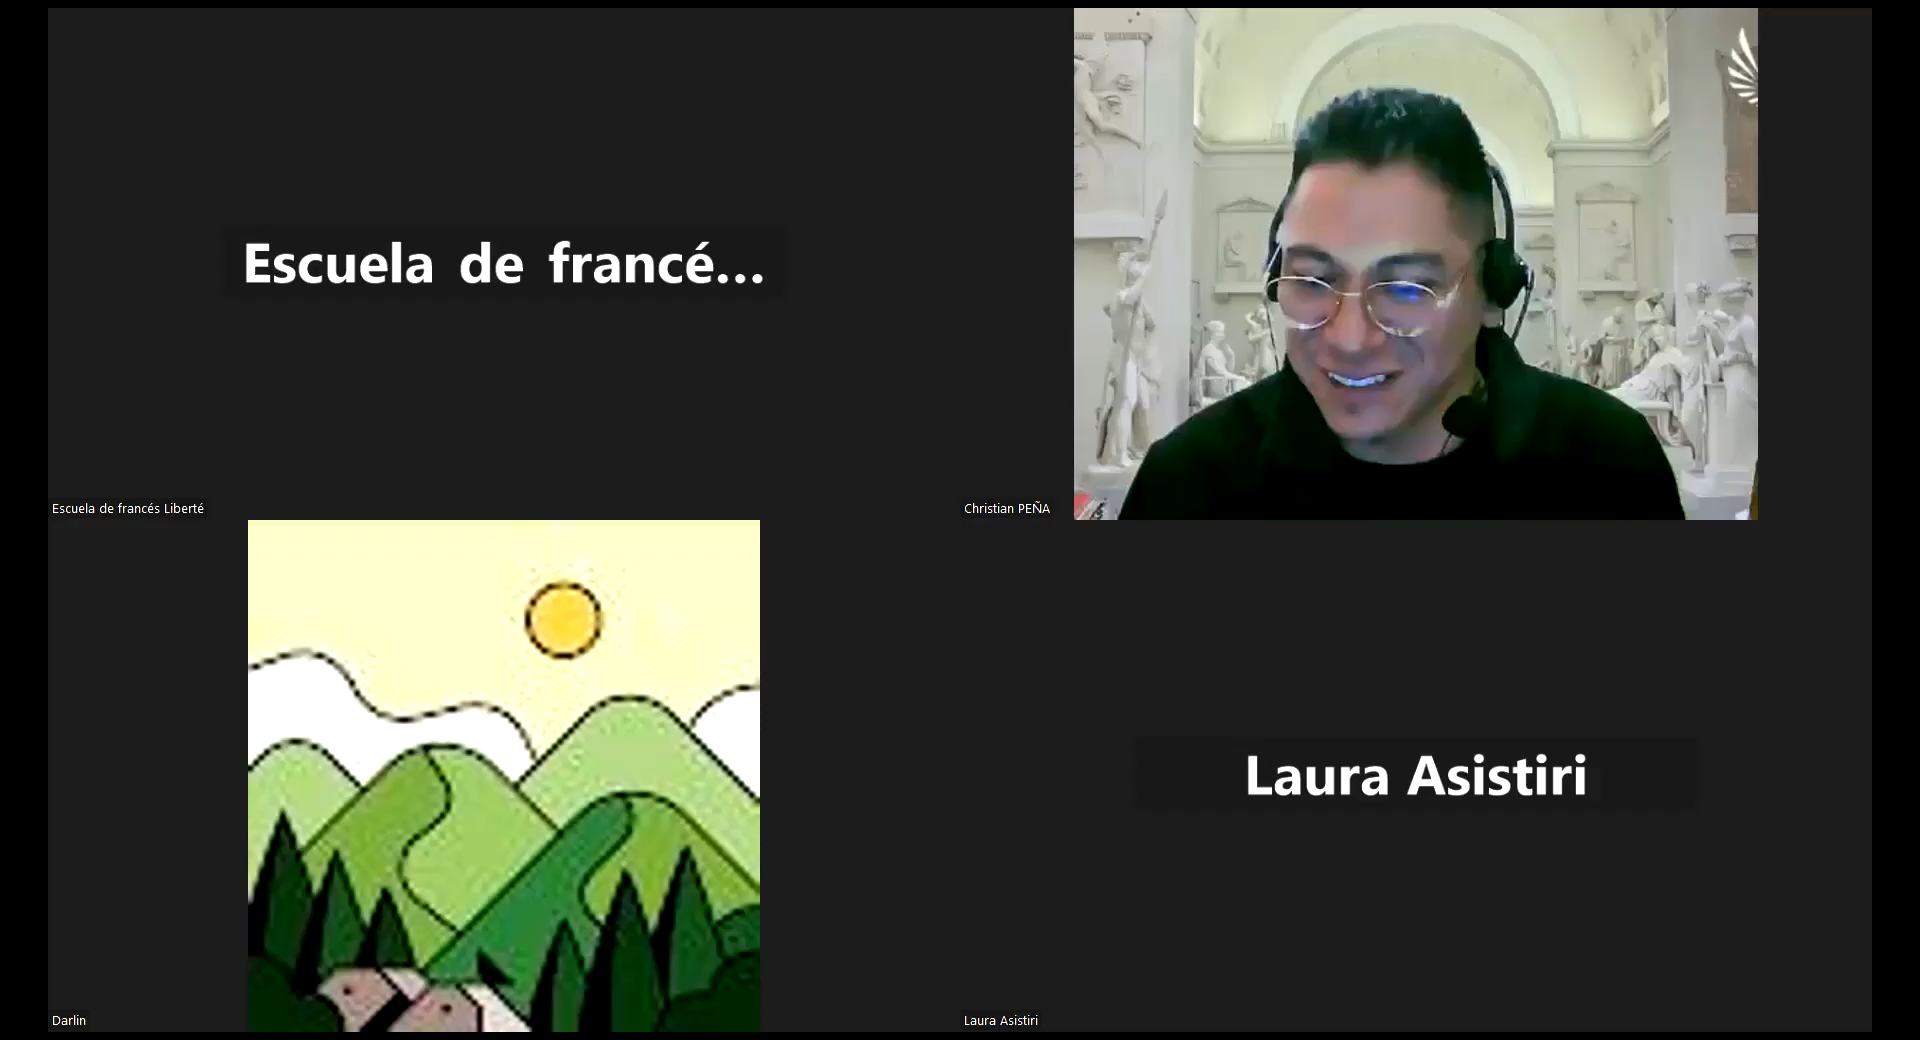 Escuela de francé...
Escuela de francés Liberté
Christian PEÑA
Darlin
Laura Asistiri
Laura Asistiri